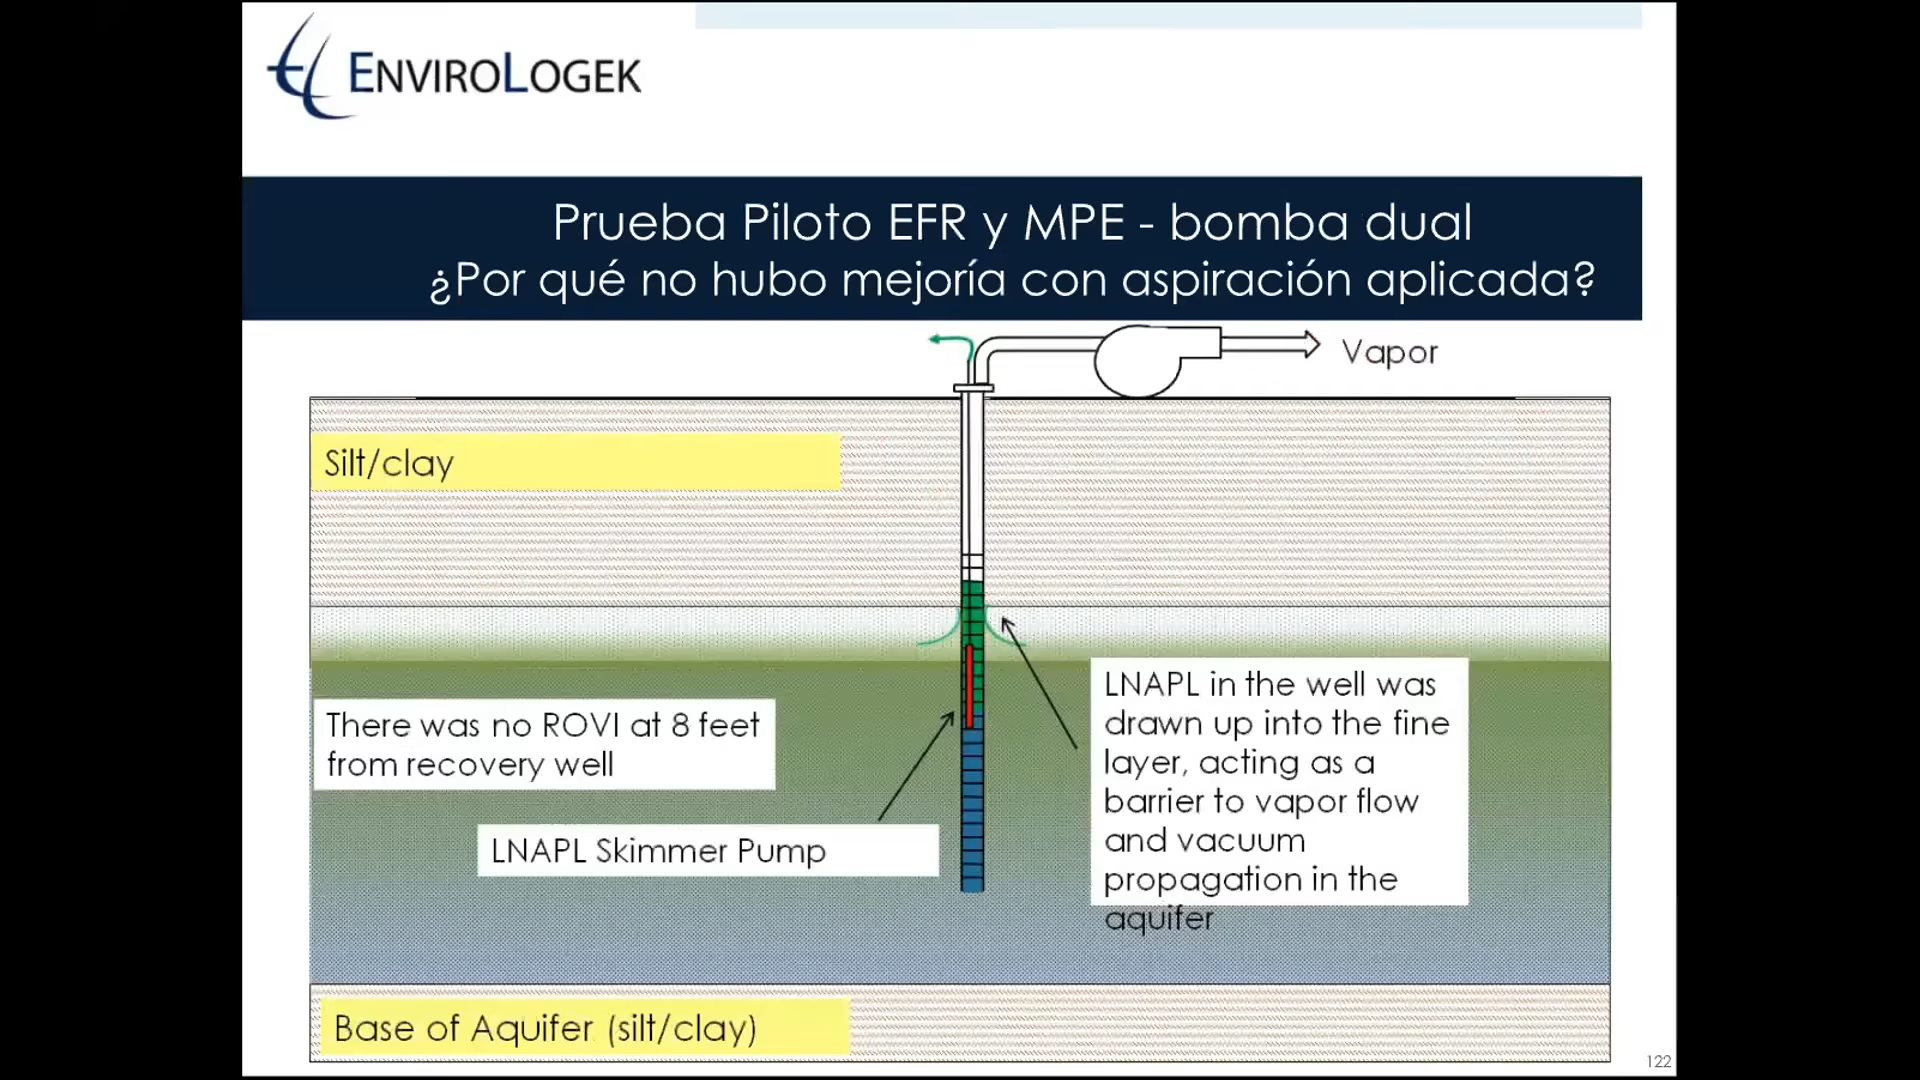 ENVIROLOGEK
Prueba Piloto EFR y MPE - bomba dual
¿Por qué no hubo mejoría con aspiración aplicada?
Vapor
Silt/clay
There was no ROVI at 8 feet
from recovery well
LNAPL Skimmer Pump
LNAPL in the well was
drawn up into the fine
layer, acting as a
barrier to vapor flow
and vacuum
propagation in the
aquifer
Base of Aquifer (silt/clay)
122